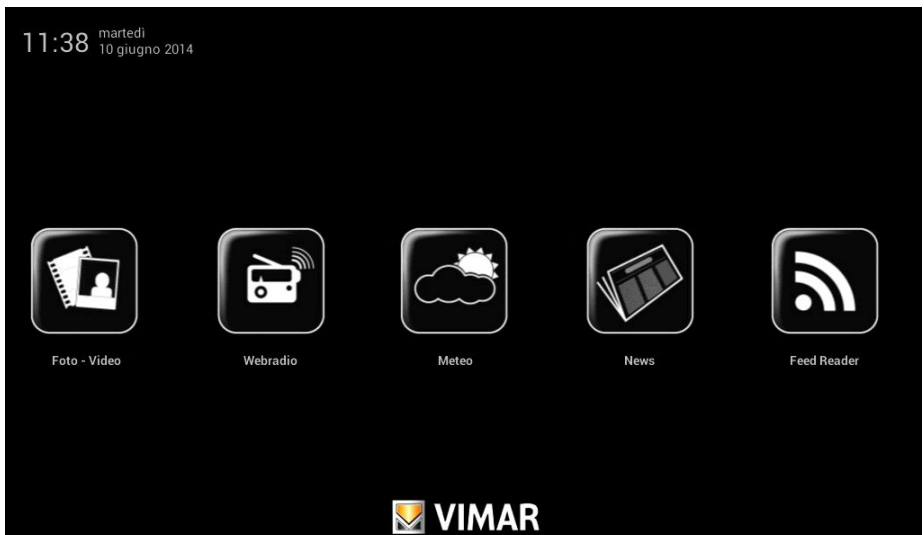 11:38
martedì
10 giugno 2014
Foto - Video
Webradio
Meteo
News
Feed Reader
VIMAR